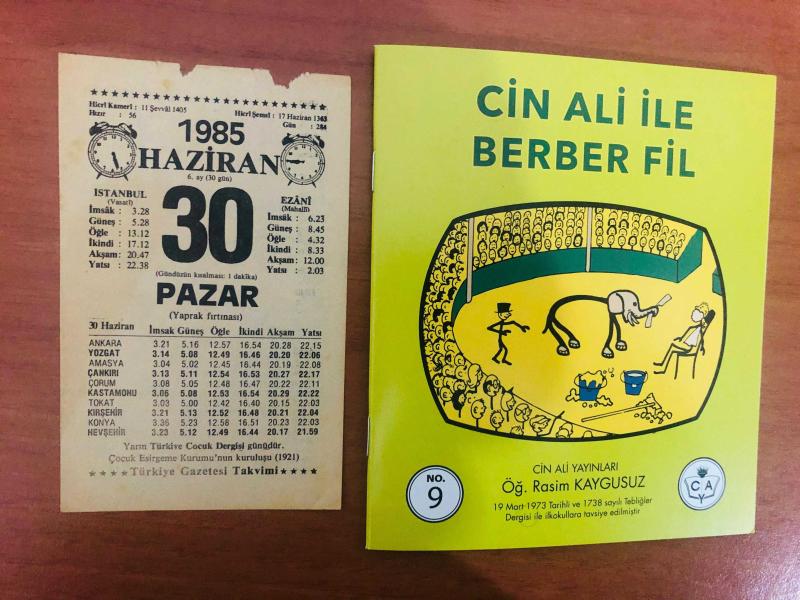 Hicrî Kamerî : 11 Şevvâl 1405
Hızır : 56
Hicrî Şemsî : 17 Haziran 1363
Gün : 284
1985
HAZİRAN
6. ay (30 gün)
30
ISTANBUL
(Vasatî)
İmsâk : 3.28
Güneş : 5.28
Öğle : 13.12
İkindi : 17.12
Akşam: 20.47
Yatsı : 22.38
EZÂNÎ
(Mahallî)
İmsâk : 6.23
Güneş : 8.45
Öğle : 4.32
İkindi : 8.33
Akşam: 12.00
Yatsı : 2.03
(Gündüzün kısalması: 1 dakika)
PAZAR
(Yaprak fırtınası)
30 Haziran İmsak Güneş Öğle İkindi Akşam Yatsı
ANKARA 3.21 5.16 12.57 16.54 20.28 22.15
YOZGAT 3.14 5.08 12.49 16.46 20.20 22.06
AMASYA 3.04 5.02 12.45 16.44 20.19 22.08
ÇANKIRI 3.13 5.11 12.54 16.53 20.27 22.17
ÇORUM 3.08 5.05 12.48 16.47 20.22 22.11
KASTAMONU 3.06 5.08 12.53 16.54 20.29 22.22
TOKAT 3.03 5.00 12.42 16.40 20.15 22.03
KIRŞEHİR 3.21 5.13 12.52 16.48 20.21 22.04
KONYA 3.36 5.23 12.58 16.51 20.23 22.03
NEVŞEHİR 3.23 5.12 12.49 16.44 20.17 21.59
Yarın Türkiye Çocuk Dergisi günüdür.
Çocuk Esirgeme Kurumu'nun kuruluşu (1921)
Türkiye Gazetesi Takvimi
CİN ALİ İLE
BERBER FİL
CİN ALİ YAYINLARI
Öğ. Rasim KAYGUSUZ
19 Mart 1973 Tarihli ve 1738 sayılı Tebliğler
Dergisi ile ilkokullara tavsiye edilmiştir
NO.
9
C A
Y